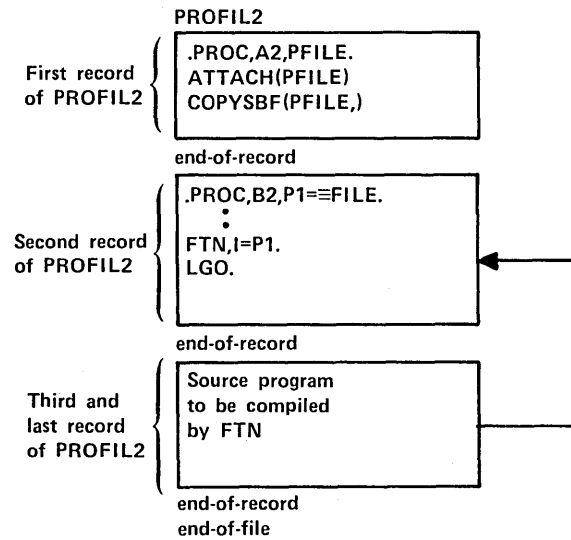 PROFIL2
First record
of PROFIL2
.PROC,A2,PFILE.
ATTACH(PFILE)
COPYSBF(PFILE,)
end-of-record
Second record
of PROFIL2
.PROC,B2,P1=≡FILE.
FTN,I=P1.
LGO.
end-of-record
Third and
last record
of PROFIL2
Source program
to be compiled
by FTN
end-of-record
end-of-file